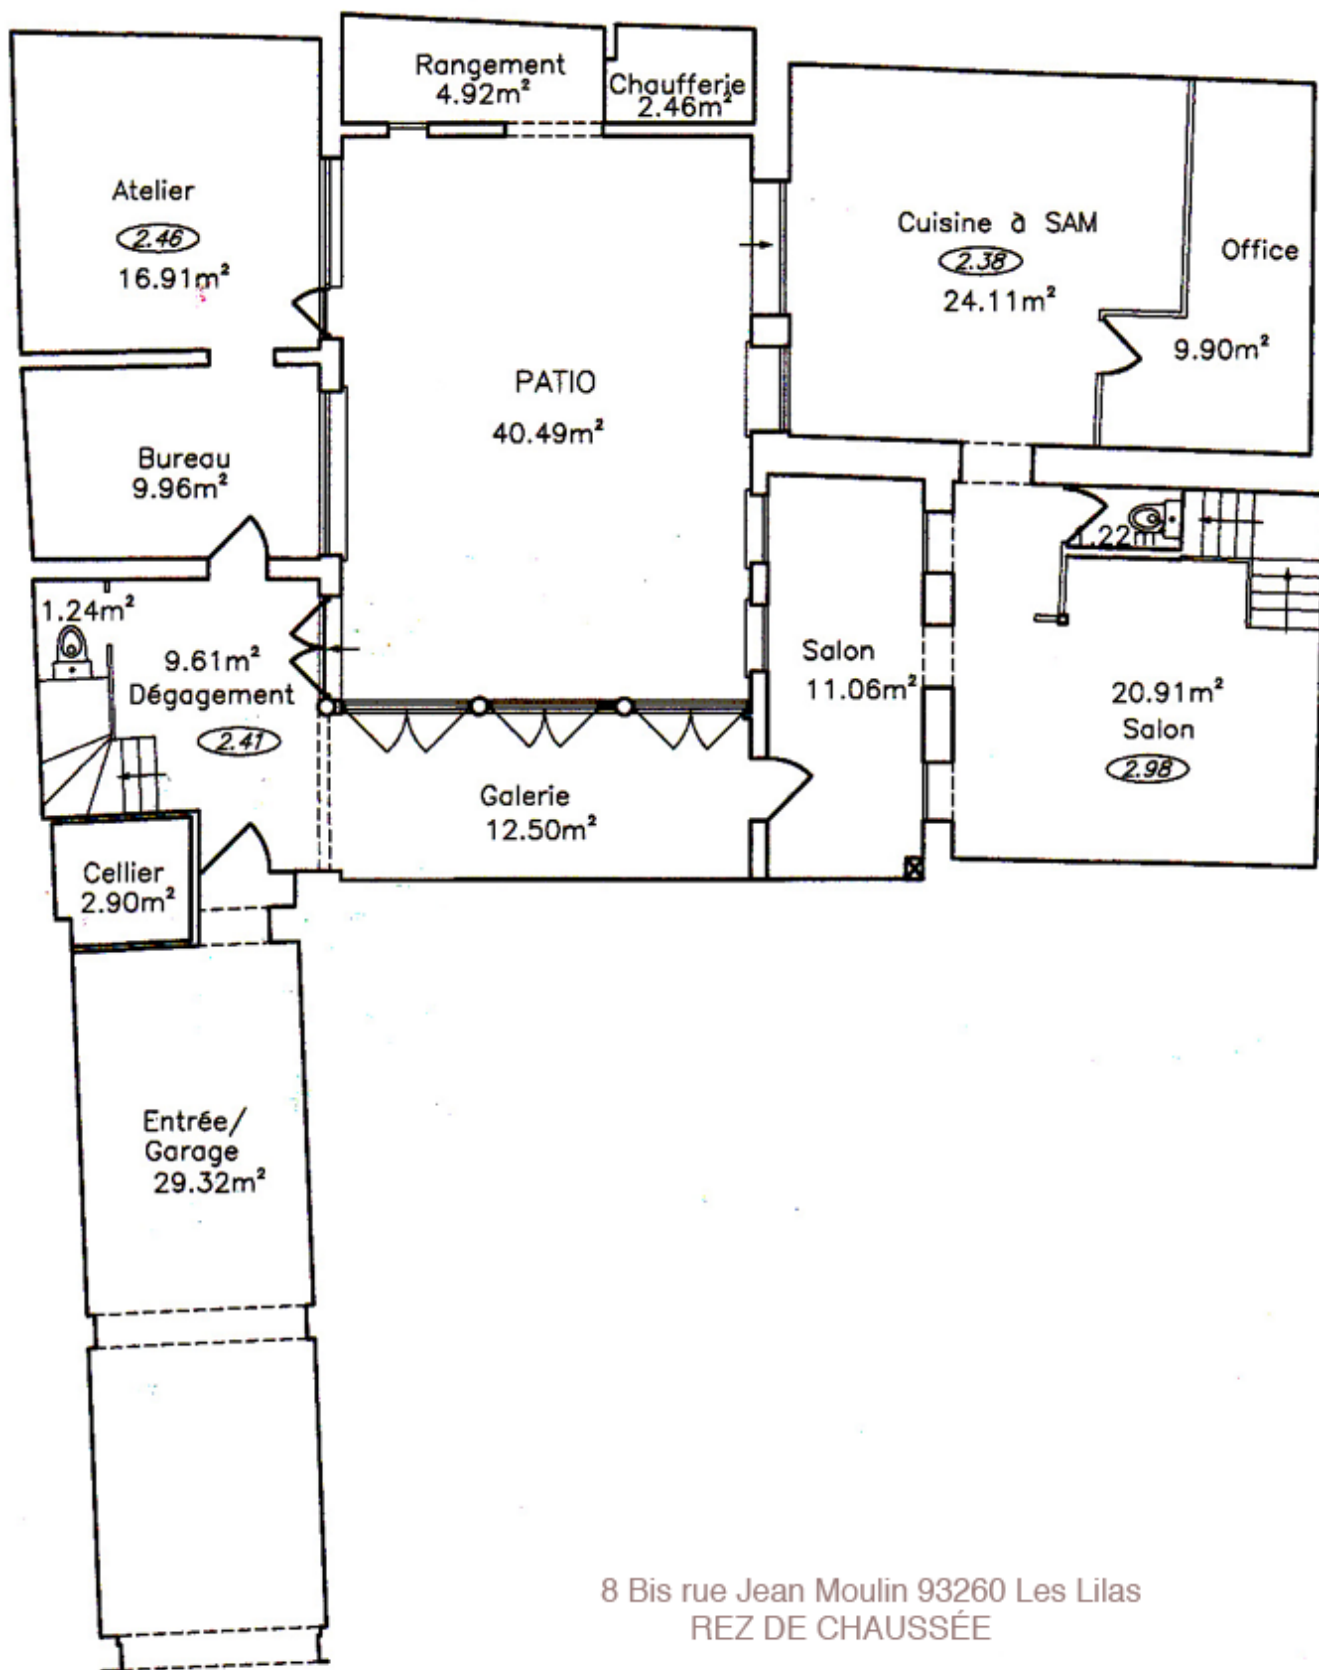 Rangement
4.92m²
Chaufferie
2.46m²
Atelier
2.46
16.91m²
Cuisine à SAM
2.38
24.11m²
Office
9.90m²
PATIO
40.49m²
Bureau
9.96m²
1.24m²
9.61m²
Dégagement
2.41
Salon
11.06m²
20.91m²
Salon
2.98
Galerie
12.50m²
Cellier
2.90m²
Entrée/
Garage
29.32m²
8 Bis rue Jean Moulin 93260 Les Lilas
REZ DE CHAUSSÉE